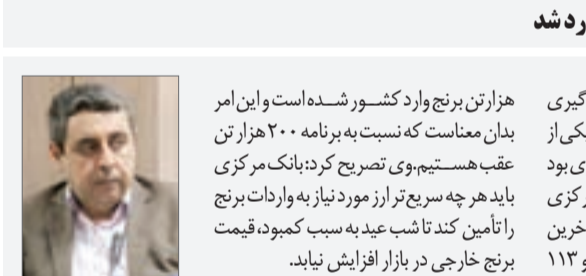 رد شد
گیری
یکی از
ی بود
رکزی
خرین
و ۱۱۳
هزار تن برنج وارد کشــور شــده است و این امر
بدان معناست که نسبت به برنامه ۲۰۰ هزار تن
عقب هســتیم.وی تصریح کرد:بانک مرکزی
باید هر چه سریع‌تر ارز مورد نیاز به واردات برنج
را تأمین کند تا شب عید به سبب کمبود، قیمت
برنج خارجی در بازار افزایش نیابد.